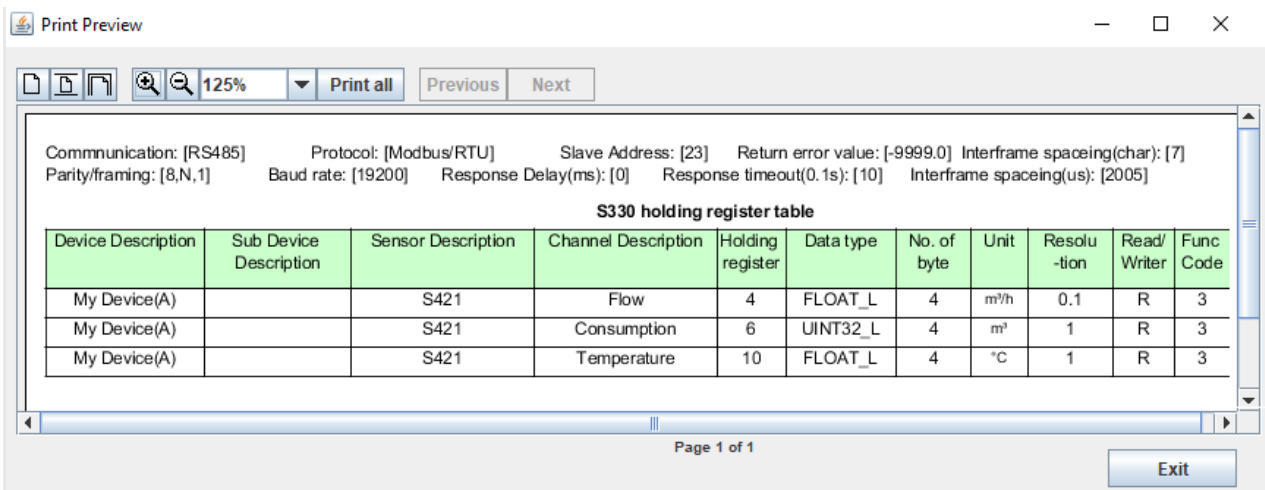 Print Preview
125% Print all Previous Next
Commnunication: [RS485] Protocol: [Modbus/RTU] Slave Address: [23] Return error value: [-9999.0] Interframe spaceing(char): [7]
Parity/framing: [8,N,1] Baud rate: [19200] Response Delay(ms): [0] Response timeout(0.1s): [10] Interframe spaceing(us): [2005]
S330 holding register table
Device Description Sub Device Description Sensor Description Channel Description Holding register Data type No. of byte Unit Resolu-tion Read/Writer Func Code
My Device(A) S421 Flow 4 FLOAT_L 4 m³/h 0.1 R 3
My Device(A) S421 Consumption 6 UINT32_L 4 m³ 1 R 3
My Device(A) S421 Temperature 10 FLOAT_L 4 °C 1 R 3
Page 1 of 1
Exit